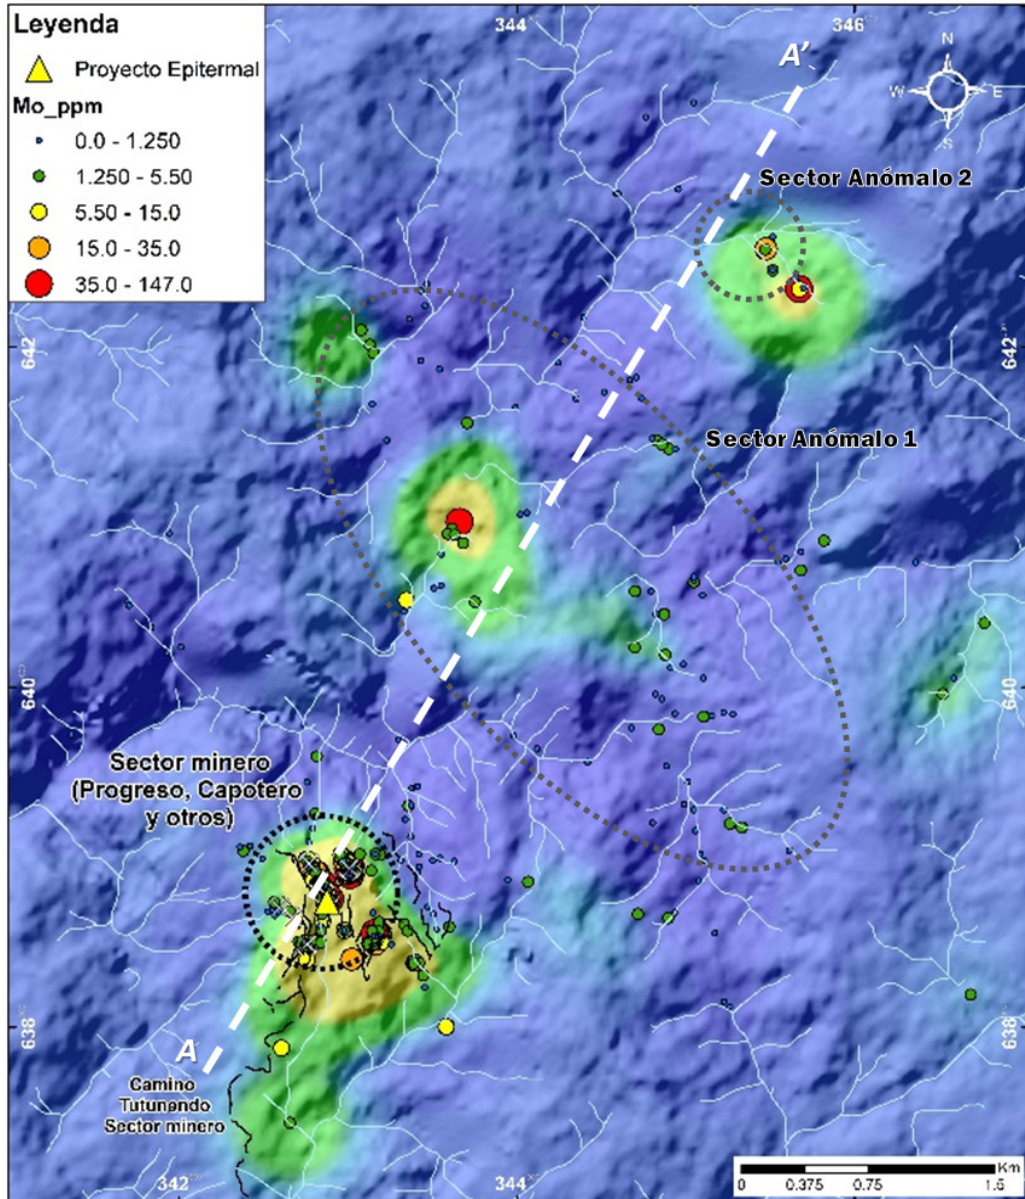 Leyenda
Proyecto Epitermal
Mo_ppm
0.0 - 1.250
1.250 - 5.50
5.50 - 15.0
15.0 - 35.0
35.0 - 147.0
344
346
A'
N
W
E
S
Sector Anómalo 2
642
642
Sector Anómalo 1
640
640
Sector minero
(Progreso, Capotero
y otros)
638
638
A
Camino
Tutunendo
Sector minero
342
344
Km
0
0.375
0.75
1.5